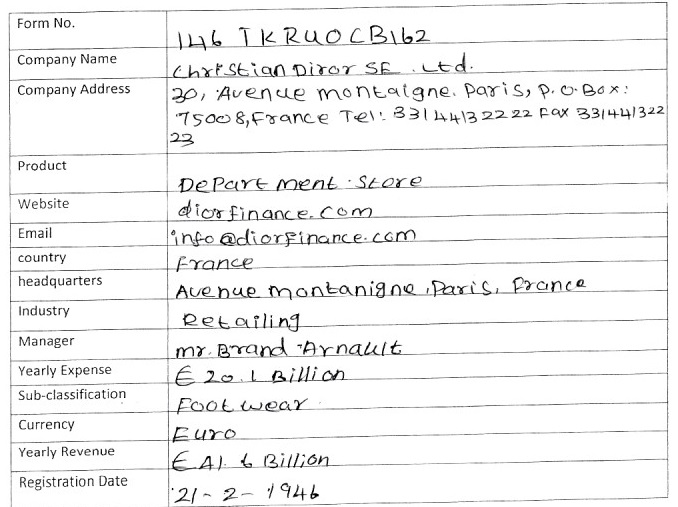 Form No. 146 TKRUOCB162
Company Name Christian Diror SE . Ltd.
Company Address 30, Avenue montaigne. Paris, P.O.Box:
75008, France Tel: 33144132222 Fax 331441322
23
Product Department Store
Website diorfinance.com
Email info@diorfinance.com
country France
headquarters Avenue montanigne, Paris, France
Industry Retailing
Manager mr. Brand Arnault
Yearly Expense € 20.1 Billion
Sub-classification Footwear
Currency Euro
Yearly Revenue € 41.6 Billion
Registration Date 21-2-1946